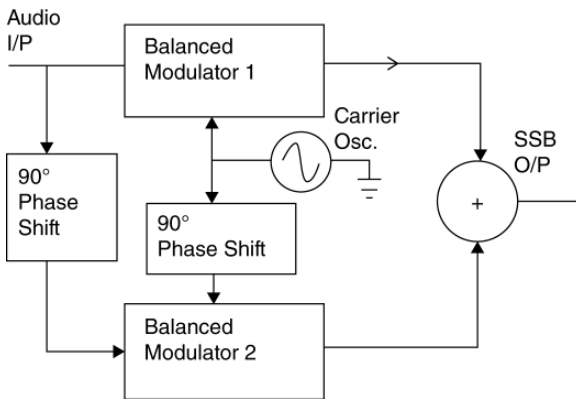 Audio
I/P
Balanced
Modulator 1
Carrier
Osc.
SSB
O/P
90°
Phase
Shift
90°
Phase Shift
+
Balanced
Modulator 2